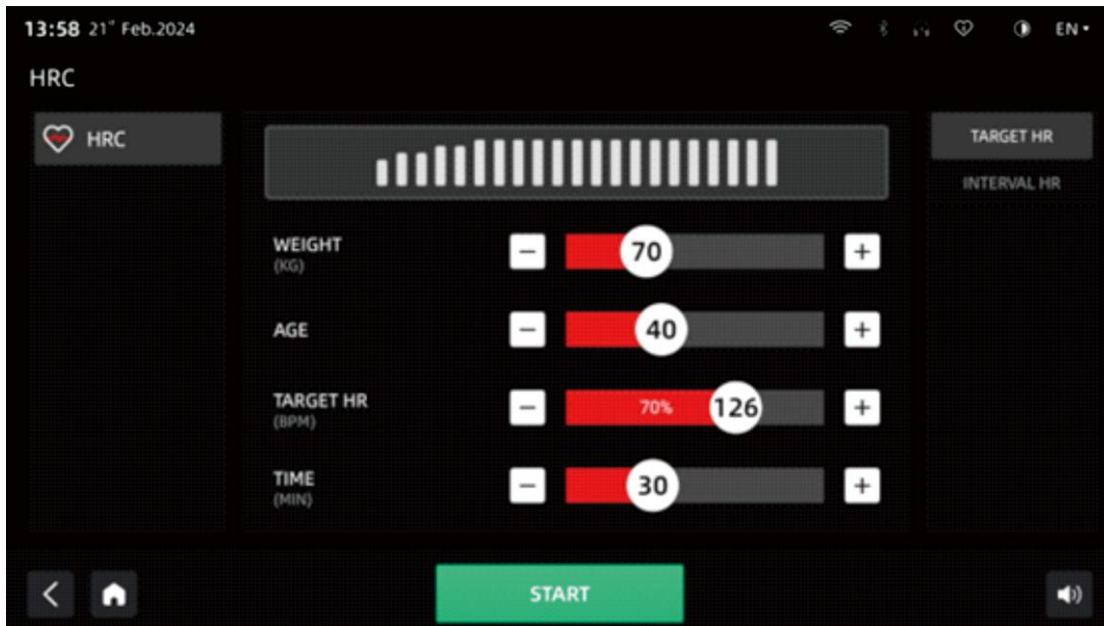 13:58 21st Feb.2024
EN
HRC
HRC
TARGET HR
INTERVAL HR
WEIGHT
(KG)
70
AGE
40
TARGET HR
(BPM)
70%
126
TIME
(MIN)
30
START